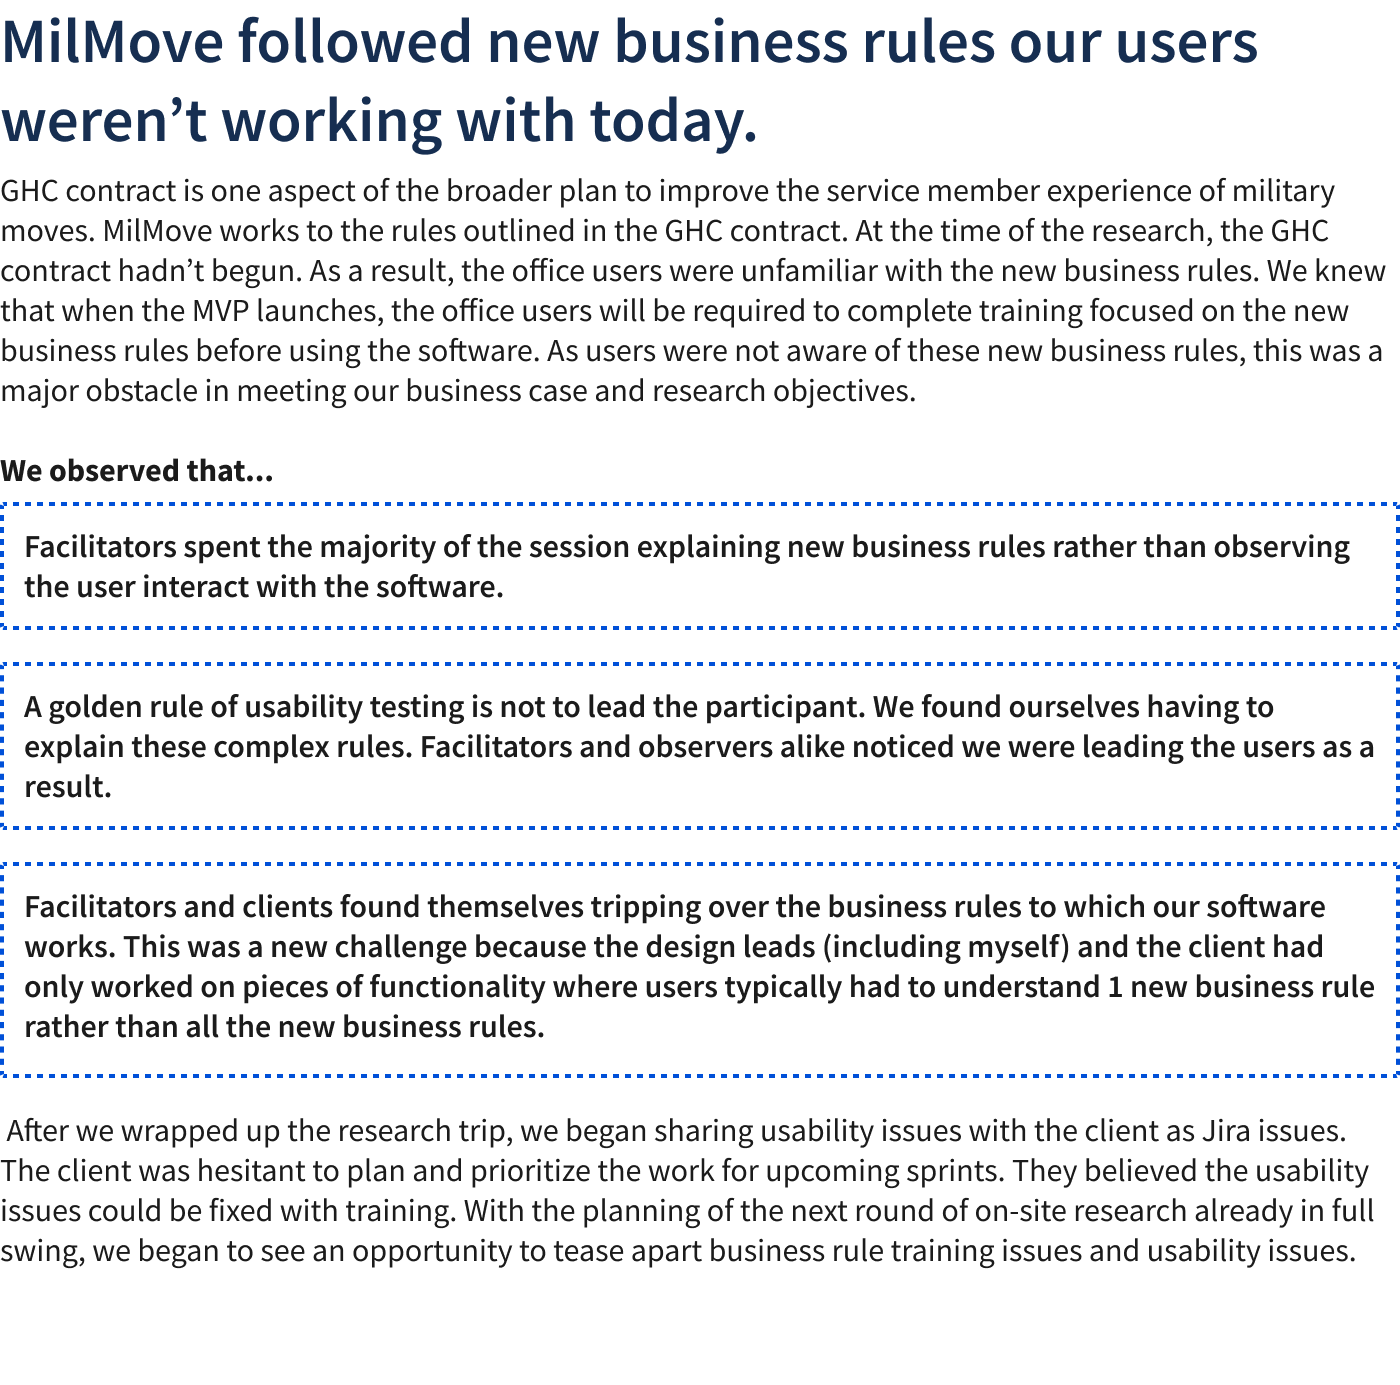 MilMove followed new business rules our users
weren’t working with today.
GHC contract is one aspect of the broader plan to improve the service member experience of military
moves. MilMove works to the rules outlined in the GHC contract. At the time of the research, the GHC
contract hadn’t begun. As a result, the office users were unfamiliar with the new business rules. We knew
that when the MVP launches, the office users will be required to complete training focused on the new
business rules before using the software. As users were not aware of these new business rules, this was a
major obstacle in meeting our business case and research objectives.
We observed that...
Facilitators spent the majority of the session explaining new business rules rather than observing
the user interact with the software.
A golden rule of usability testing is not to lead the participant. We found ourselves having to
explain these complex rules. Facilitators and observers alike noticed we were leading the users as a
result.
Facilitators and clients found themselves tripping over the business rules to which our software
works. This was a new challenge because the design leads (including myself) and the client had
only worked on pieces of functionality where users typically had to understand 1 new business rule
rather than all the new business rules.
After we wrapped up the research trip, we began sharing usability issues with the client as Jira issues.
The client was hesitant to plan and prioritize the work for upcoming sprints. They believed the usability
issues could be fixed with training. With the planning of the next round of on-site research already in full
swing, we began to see an opportunity to tease apart business rule training issues and usability issues.